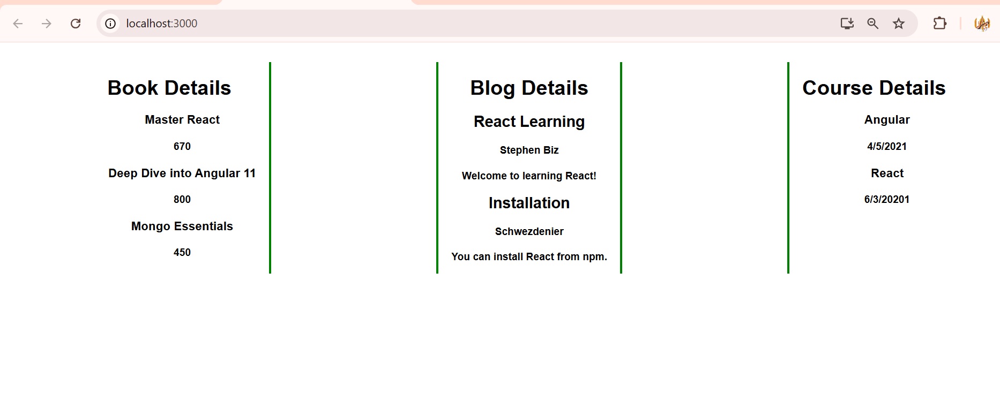 localhost:3000
Book Details
Master React
670
Deep Dive into Angular 11
800
Mongo Essentials
450
Blog Details
React Learning
Stephen Biz
Welcome to learning React!
Installation
Schwezdenier
You can install React from npm.
Course Details
Angular
4/5/2021
React
6/3/20201